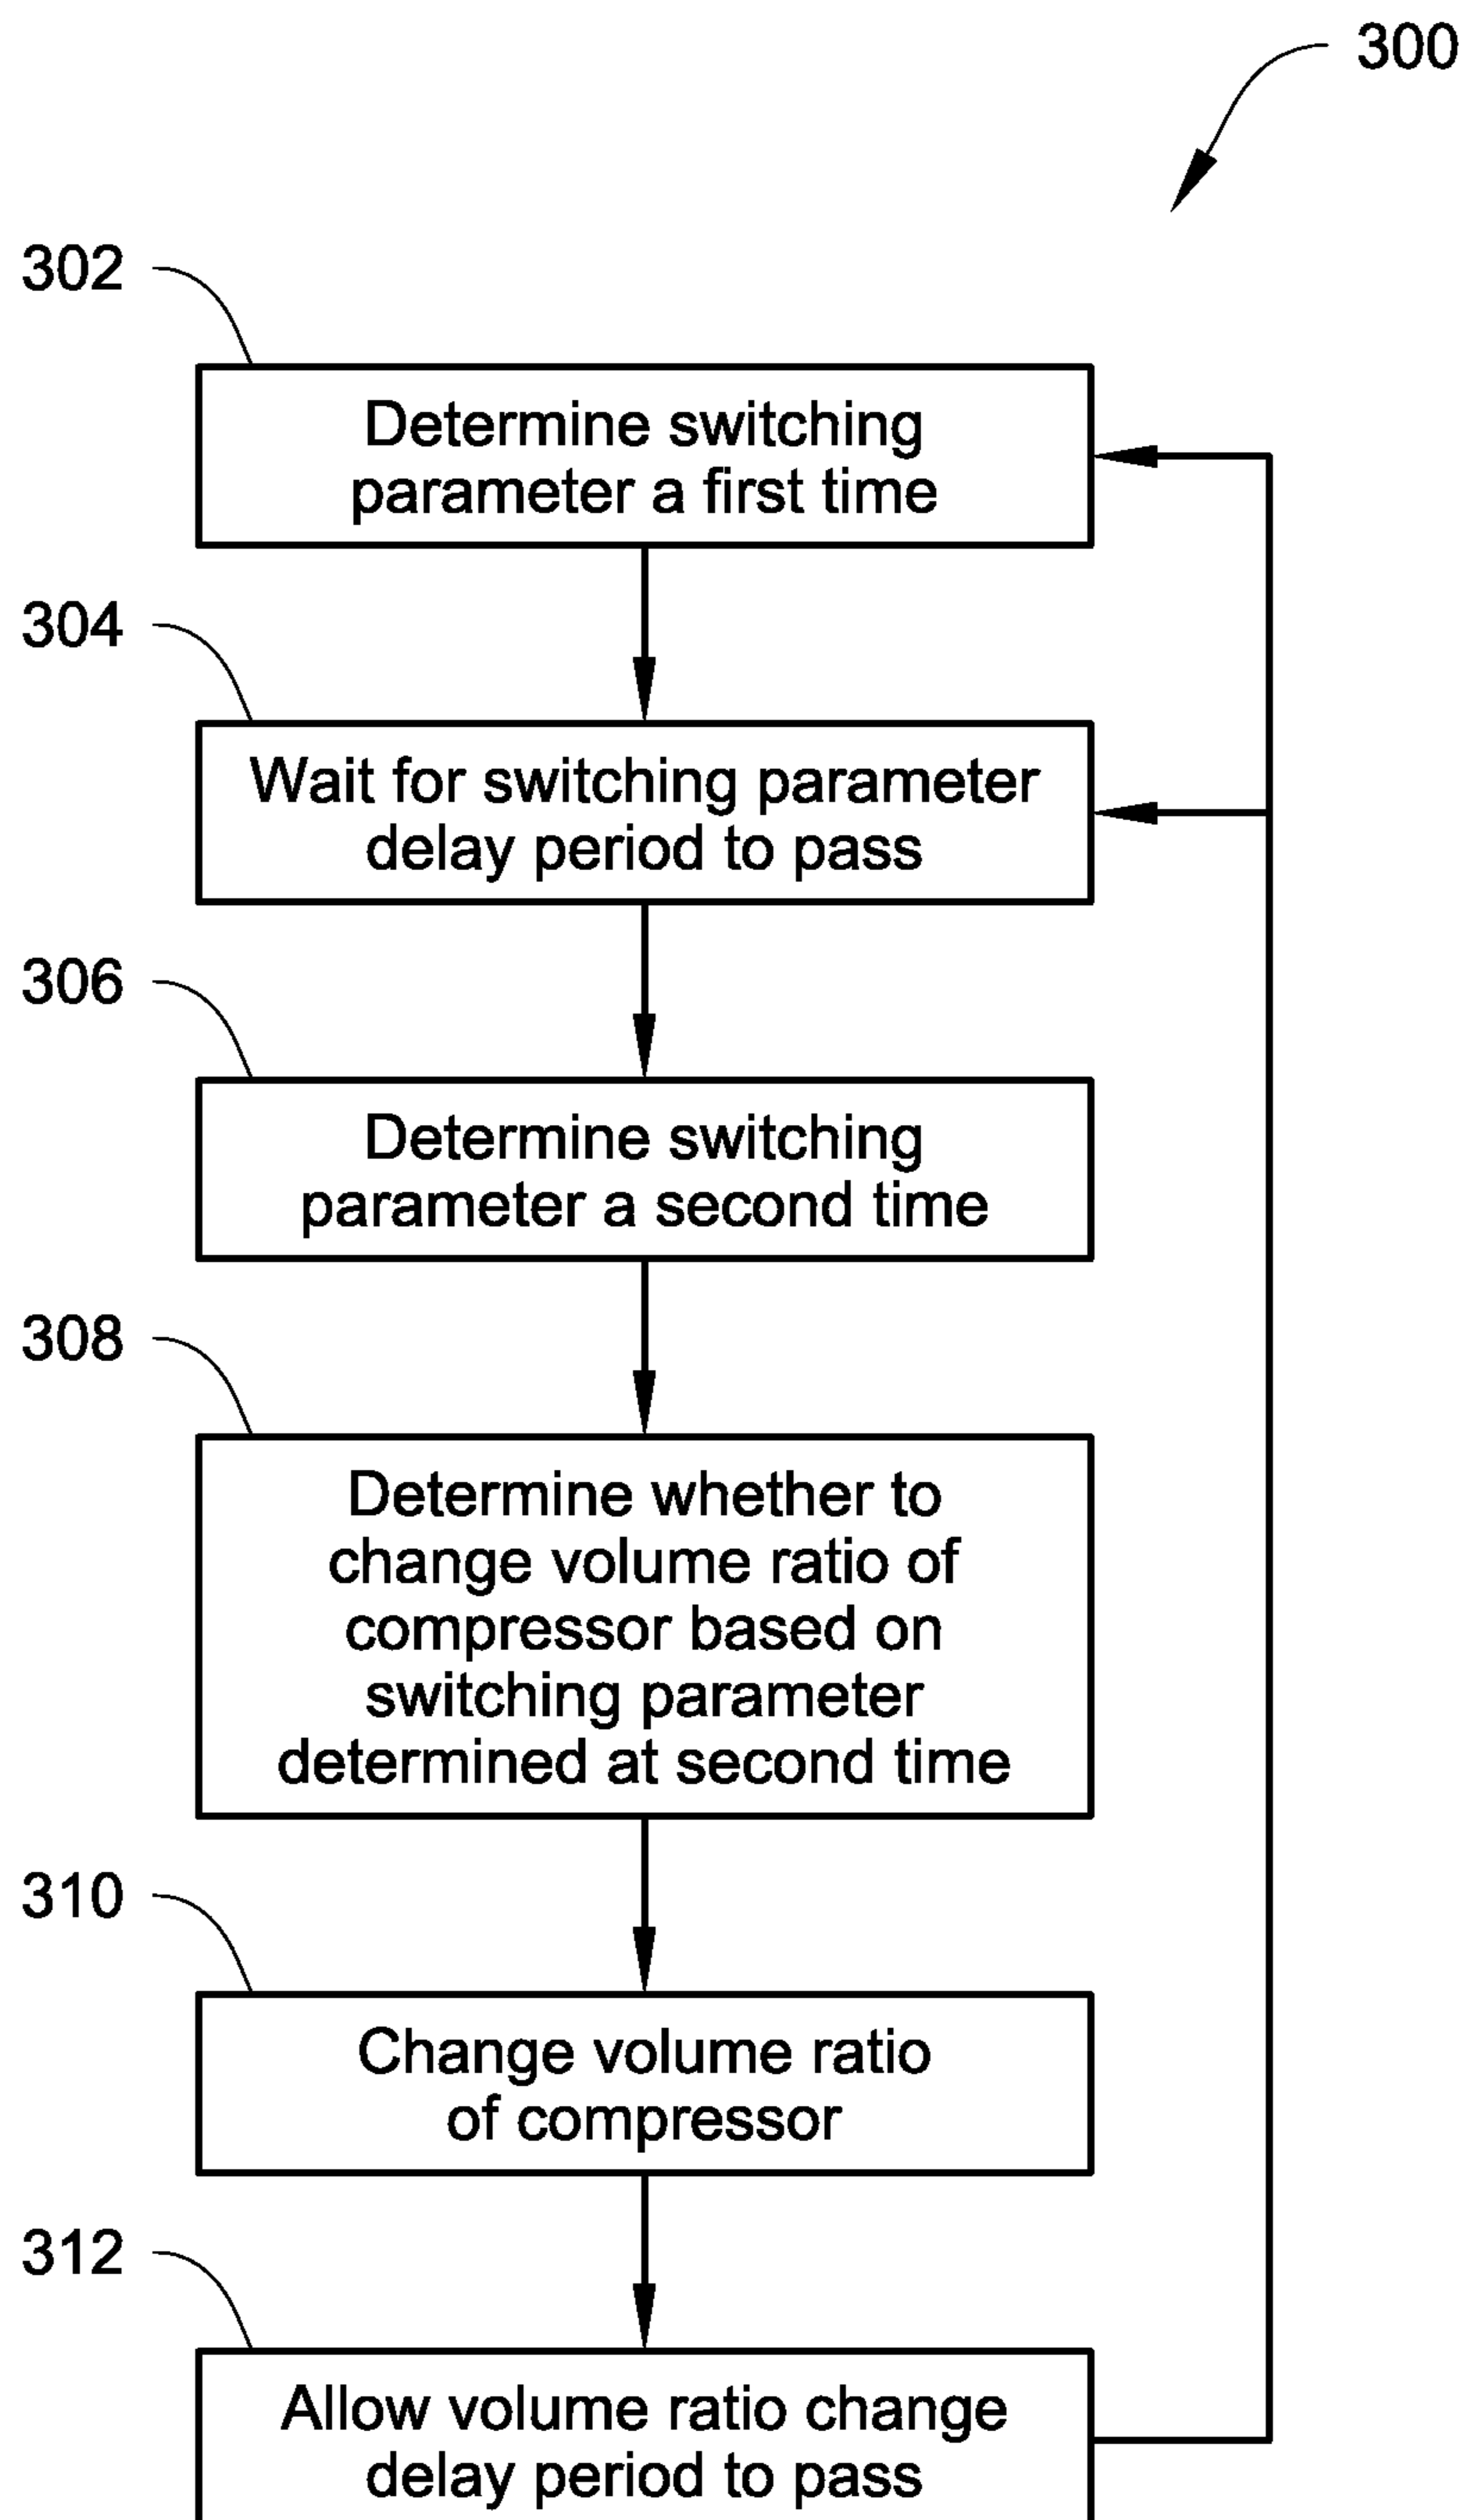 300
302
Determine switching
parameter a first time
304
Wait for switching parameter
delay period to pass
306
Determine switching
parameter a second time
308
Determine whether to
change volume ratio of
compressor based on
switching parameter
determined at second time
310
Change volume ratio
of compressor
312
Allow volume ratio change
delay period to pass